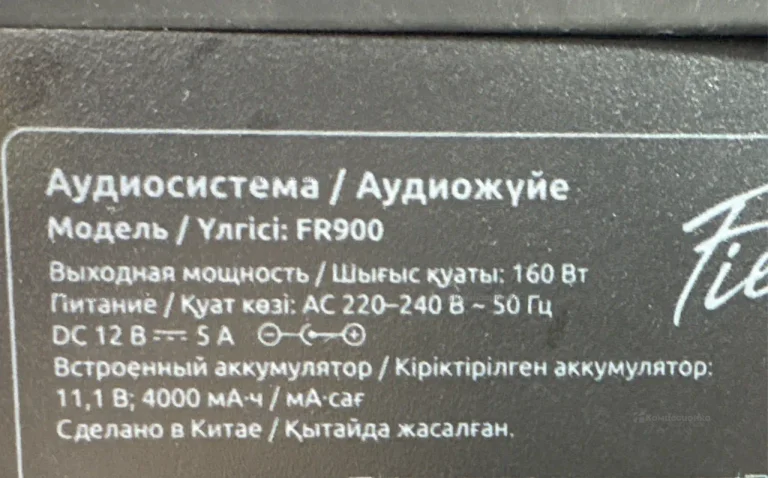 Аудиосистема / Аудиожүйе
Модель / Үлгісі: FR900
Выходная мощность / Шығыс қуаты: 160 Вт
Питание / Қуат көзі: AC 220–240 В ~ 50 Гц
DC 12 В ⎓ 5 А
Встроенный аккумулятор / Кіріктірілген аккумулятор:
11,1 В; 4000 мА·ч / мА·сағ
Сделано в Китае / Қытайда жасалған.